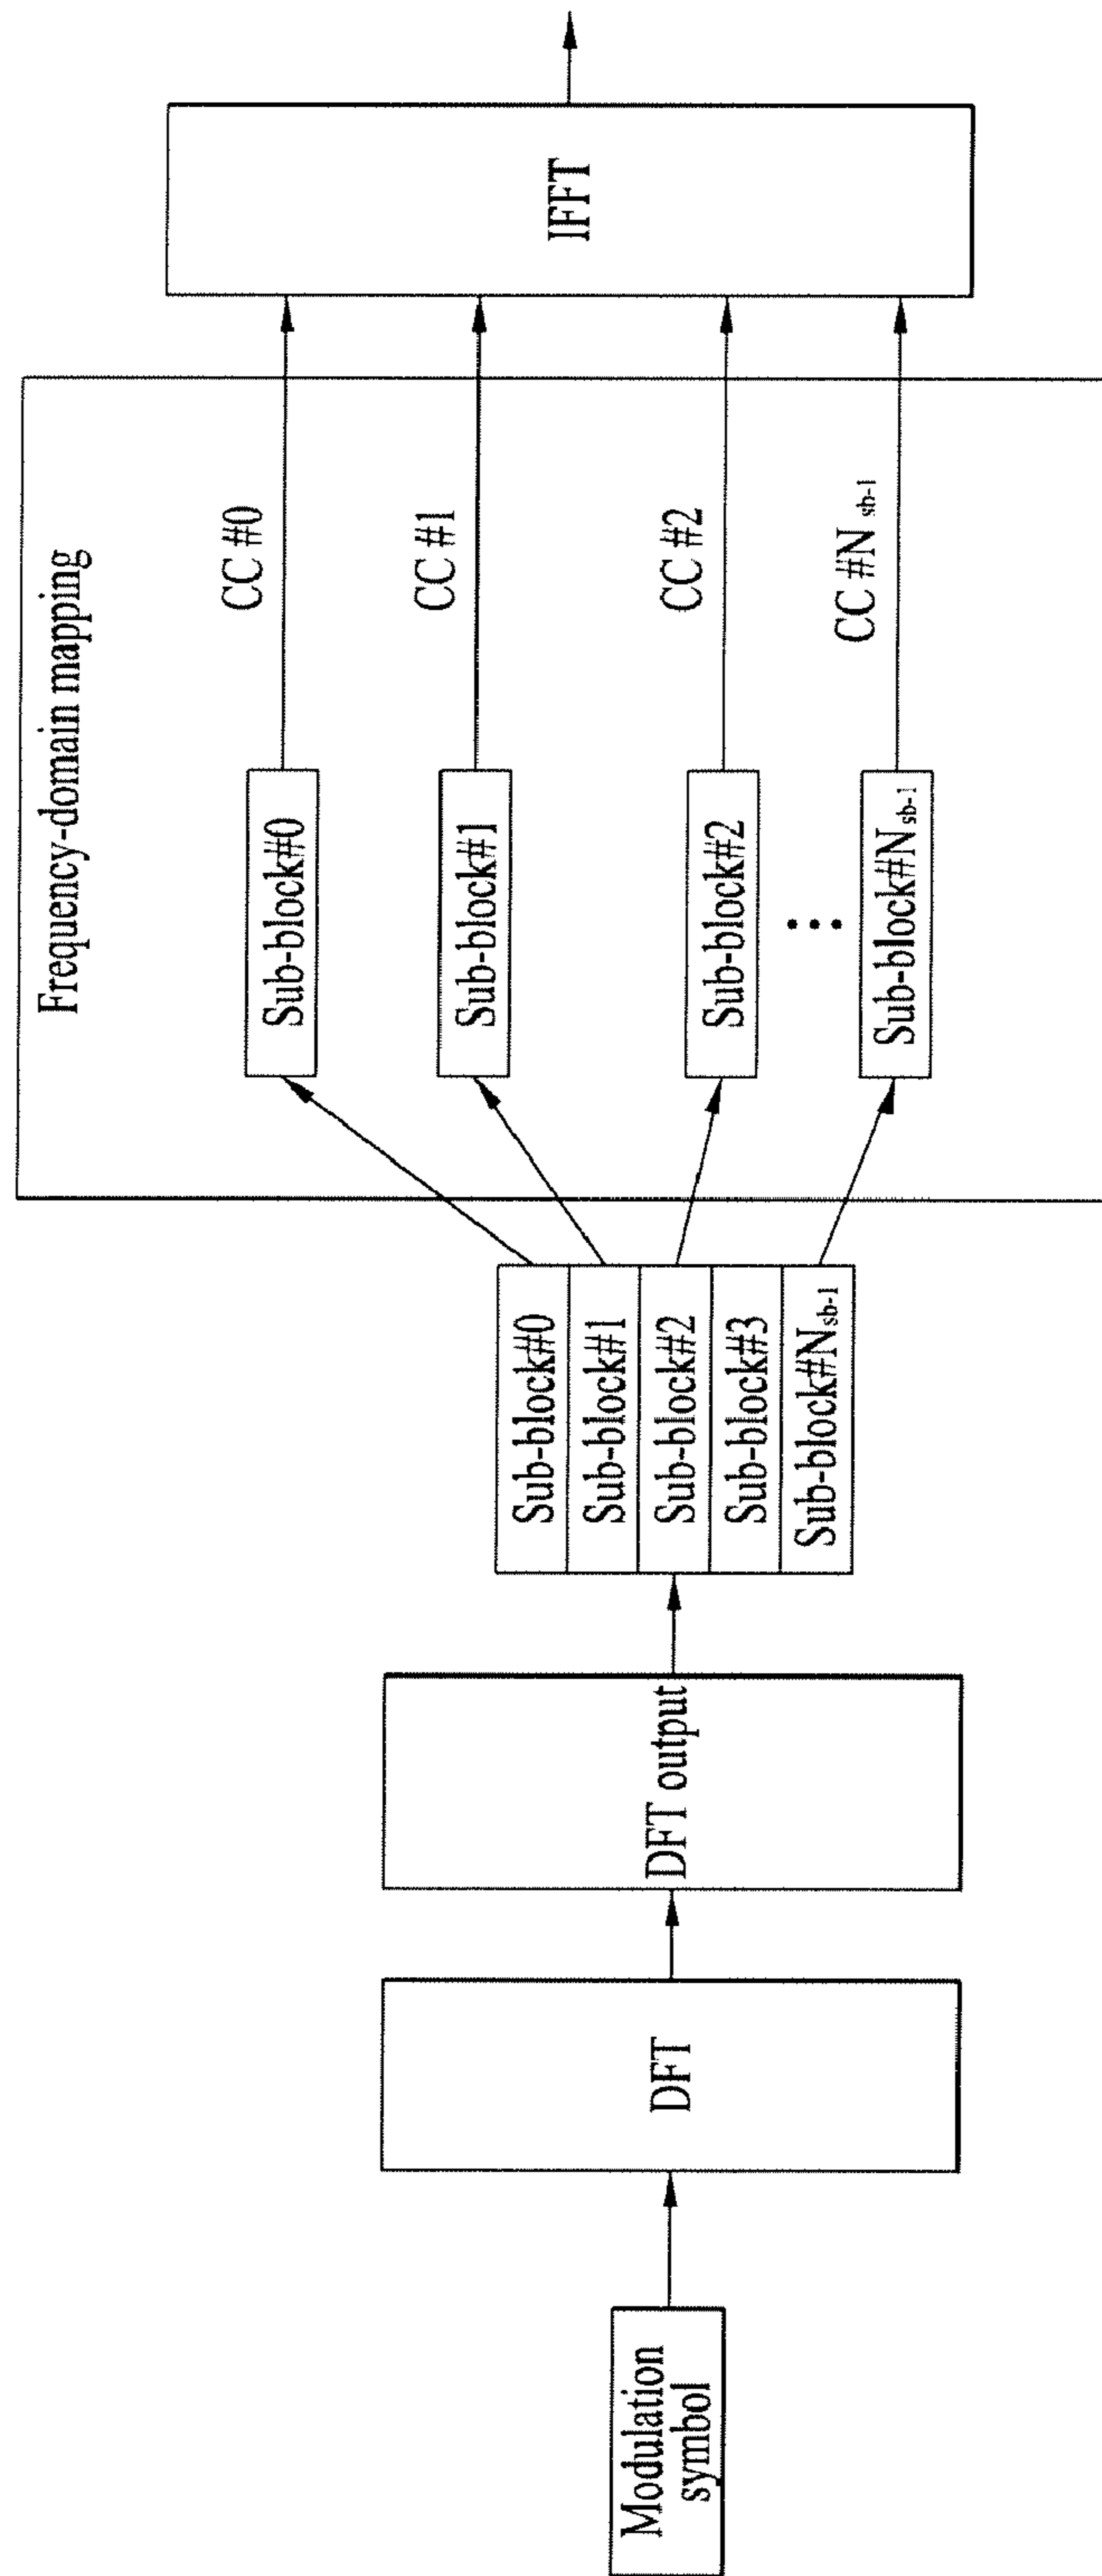 Modulation
symbol
DFT
DFT output
Sub-block#0
Sub-block#1
Sub-block#2
Sub-block#3
Sub-block#Nsb-1
Frequency-domain mapping
Sub-block#0
CC #0
Sub-block#1
CC #1
Sub-block#2
CC #2
•••
Sub-block#Nsb-1
CC #Nsb-1
IFFT